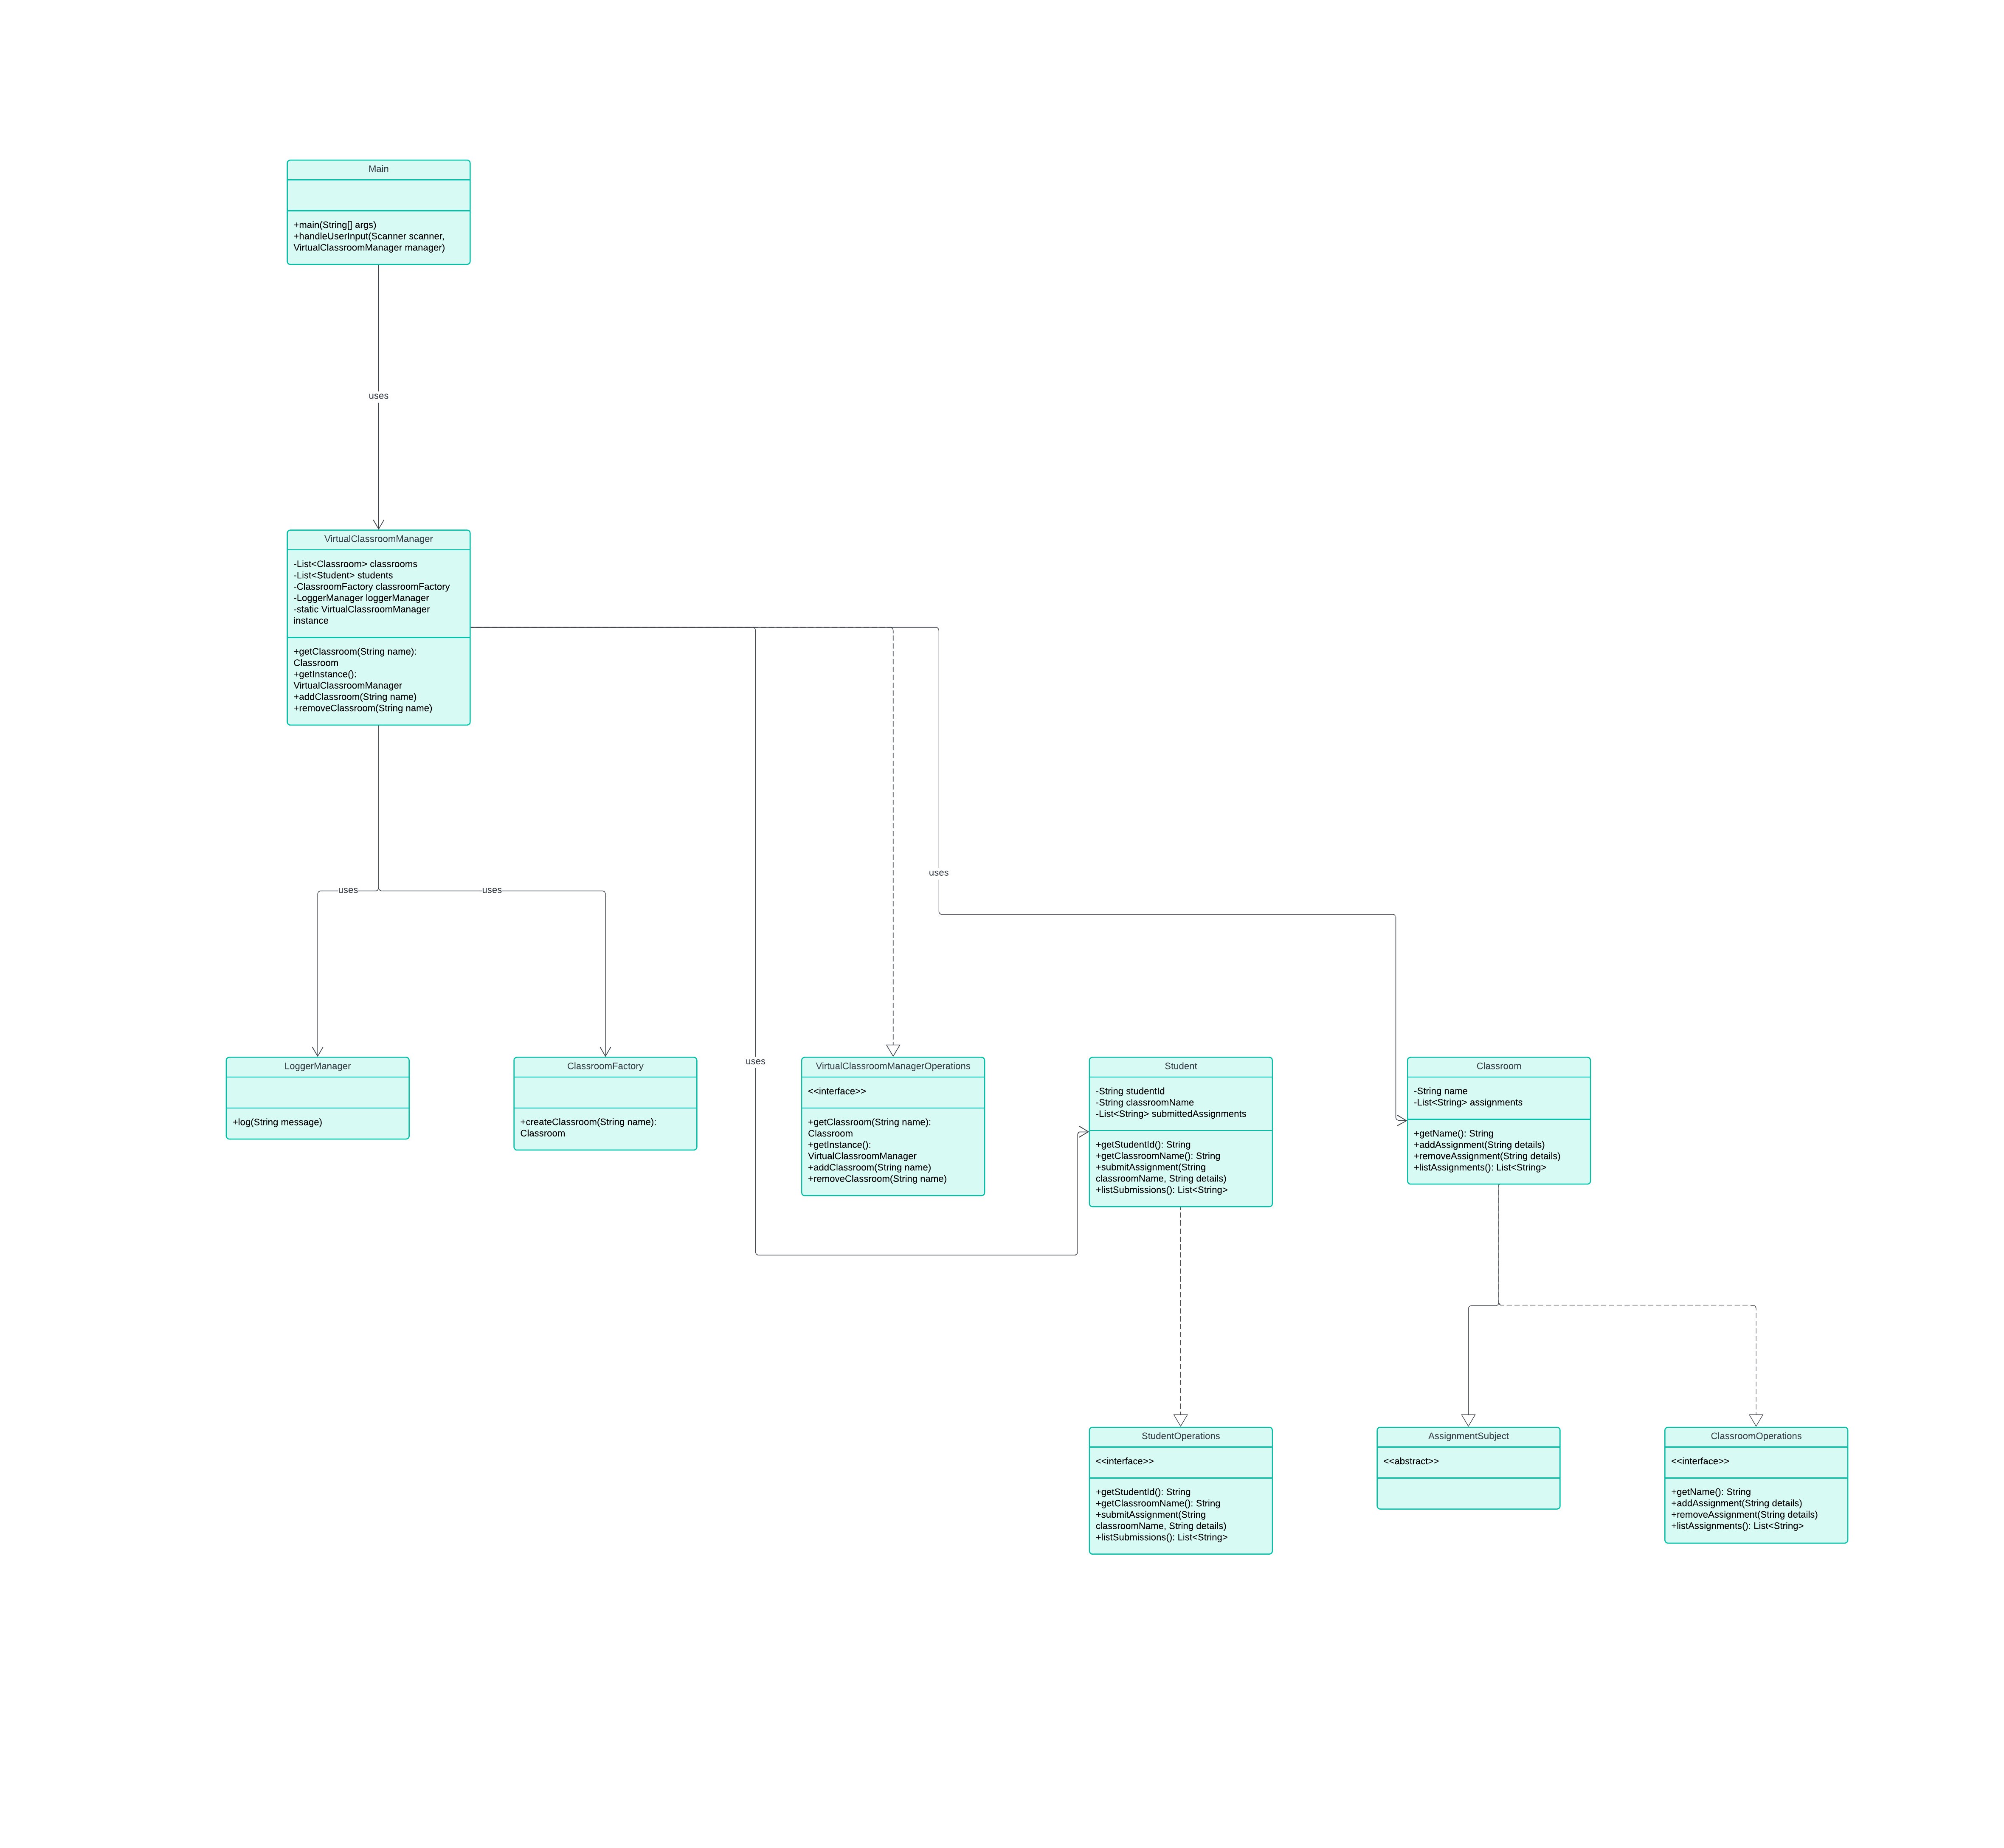 Main
+main(String[] args)
+handleUserInput(Scanner scanner,
VirtualClassroomManager manager)
uses
VirtualClassroomManager
-List<Classroom> classrooms
-List<Student> students
-ClassroomFactory classroomFactory
-LoggerManager loggerManager
-static VirtualClassroomManager
instance
+getClassroom(String name):
Classroom
+getInstance():
VirtualClassroomManager
+addClassroom(String name)
+removeClassroom(String name)
uses
uses
uses
uses
LoggerManager
+log(String message)
ClassroomFactory
+createClassroom(String name):
Classroom
VirtualClassroomManagerOperations
<<interface>>
+getClassroom(String name):
Classroom
+getInstance():
VirtualClassroomManager
+addClassroom(String name)
+removeClassroom(String name)
Student
-String studentId
-String classroomName
-List<String> submittedAssignments
+getStudentId(): String
+getClassroomName(): String
+submitAssignment(String
classroomName, String details)
+listSubmissions(): List<String>
Classroom
-String name
-List<String> assignments
+getName(): String
+addAssignment(String details)
+removeAssignment(String details)
+listAssignments(): List<String>
StudentOperations
<<interface>>
+getStudentId(): String
+getClassroomName(): String
+submitAssignment(String
classroomName, String details)
+listSubmissions(): List<String>
AssignmentSubject
<<abstract>>
ClassroomOperations
<<interface>>
+getName(): String
+addAssignment(String details)
+removeAssignment(String details)
+listAssignments(): List<String>